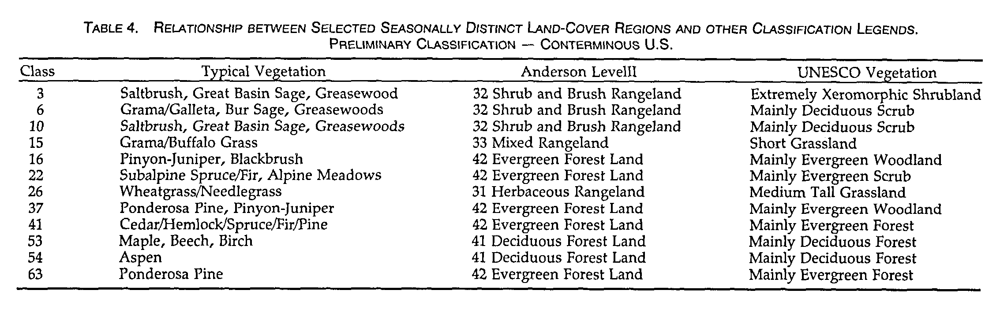 TABLE 4. RELATIONSHIP BETWEEN SELECTED SEASONALLY DISTINCT LAND-COVER REGIONS AND OTHER CLASSIFICATION LEGENDS.
PRELIMINARY CLASSIFICATION — CONTERMINOUS U.S.
Class Typical Vegetation Anderson LevelII UNESCO Vegetation
3 Saltbrush, Great Basin Sage, Greasewood 32 Shrub and Brush Rangeland Extremely Xeromorphic Shrubland
6 Grama/Galleta, Bur Sage, Greasewoods 32 Shrub and Brush Rangeland Mainly Deciduous Scrub
10 Saltbrush, Great Basin Sage, Greasewoods 32 Shrub and Brush Rangeland Mainly Deciduous Scrub
15 Grama/Buffalo Grass 33 Mixed Rangeland Short Grassland
16 Pinyon-Juniper, Blackbrush 42 Evergreen Forest Land Mainly Evergreen Woodland
22 Subalpine Spruce/Fir, Alpine Meadows 42 Evergreen Forest Land Mainly Evergreen Scrub
26 Wheatgrass/Needlegrass 31 Herbaceous Rangeland Medium Tall Grassland
37 Ponderosa Pine, Pinyon-Juniper 42 Evergreen Forest Land Mainly Evergreen Woodland
41 Cedar/Hemlock/Spruce/Fir/Pine 42 Evergreen Forest Land Mainly Evergreen Forest
53 Maple, Beech, Birch 41 Deciduous Forest Land Mainly Deciduous Forest
54 Aspen 41 Deciduous Forest Land Mainly Deciduous Forest
63 Ponderosa Pine 42 Evergreen Forest Land Mainly Evergreen Forest